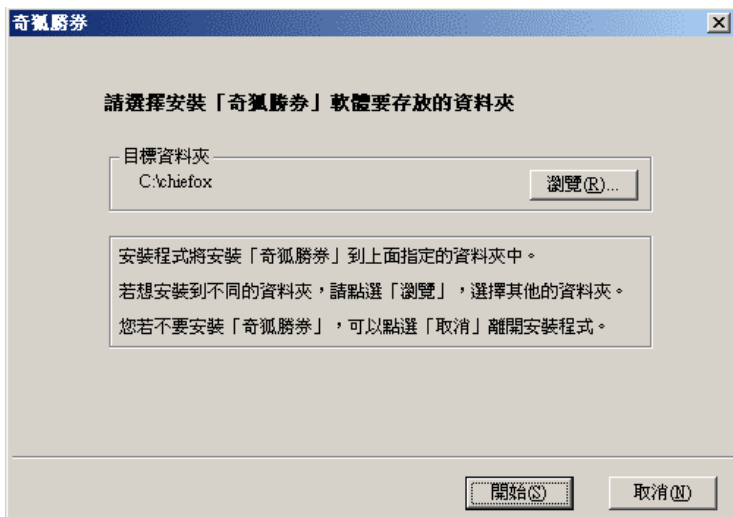 奇狐勝券
請選擇安裝「奇狐勝券」軟體要存放的資料夾
目標資料夾
C:\chiefox
瀏覽(R)...
安裝程式將安裝「奇狐勝券」到上面指定的資料夾中。
若想安裝到不同的資料夾，請點選「瀏覽」，選擇其他的資料夾。
您若不要安裝「奇狐勝券」，可以點選「取消」離開安裝程式。
開始(S)
取消(N)